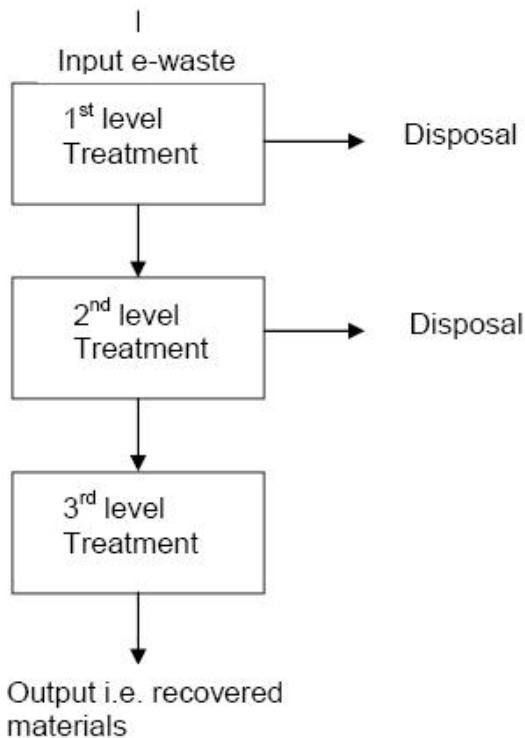 Input e-waste
1st level
Treatment
Disposal
2nd level
Treatment
Disposal
3rd level
Treatment
Output i.e. recovered
materials